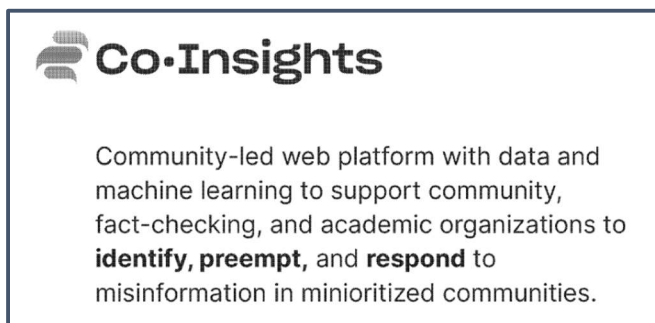 Co·Insights
Community-led web platform with data and
machine learning to support community,
fact-checking, and academic organizations to
identify, preempt, and respond to
misinformation in minioritized communities.